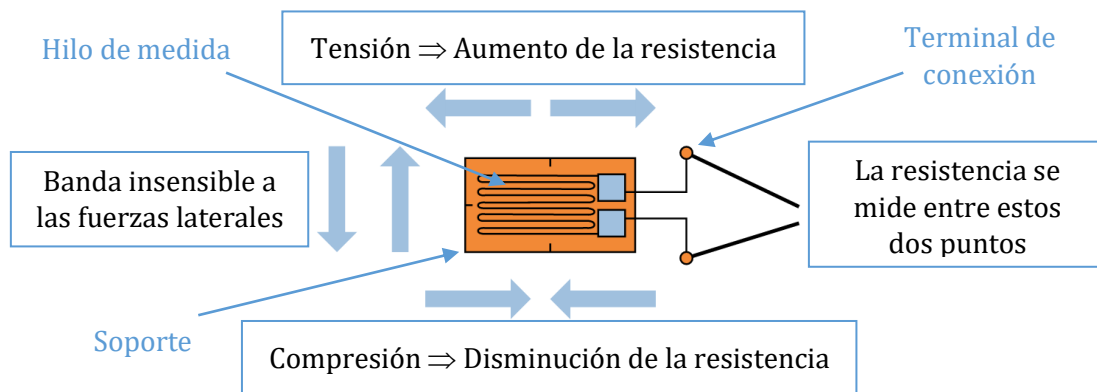 Hilo de medida
Tensión ⇒ Aumento de la resistencia
Terminal de
conexión
Banda insensible a
las fuerzas laterales
La resistencia se
mide entre estos
dos puntos
Soporte
Compresión ⇒ Disminución de la resistencia